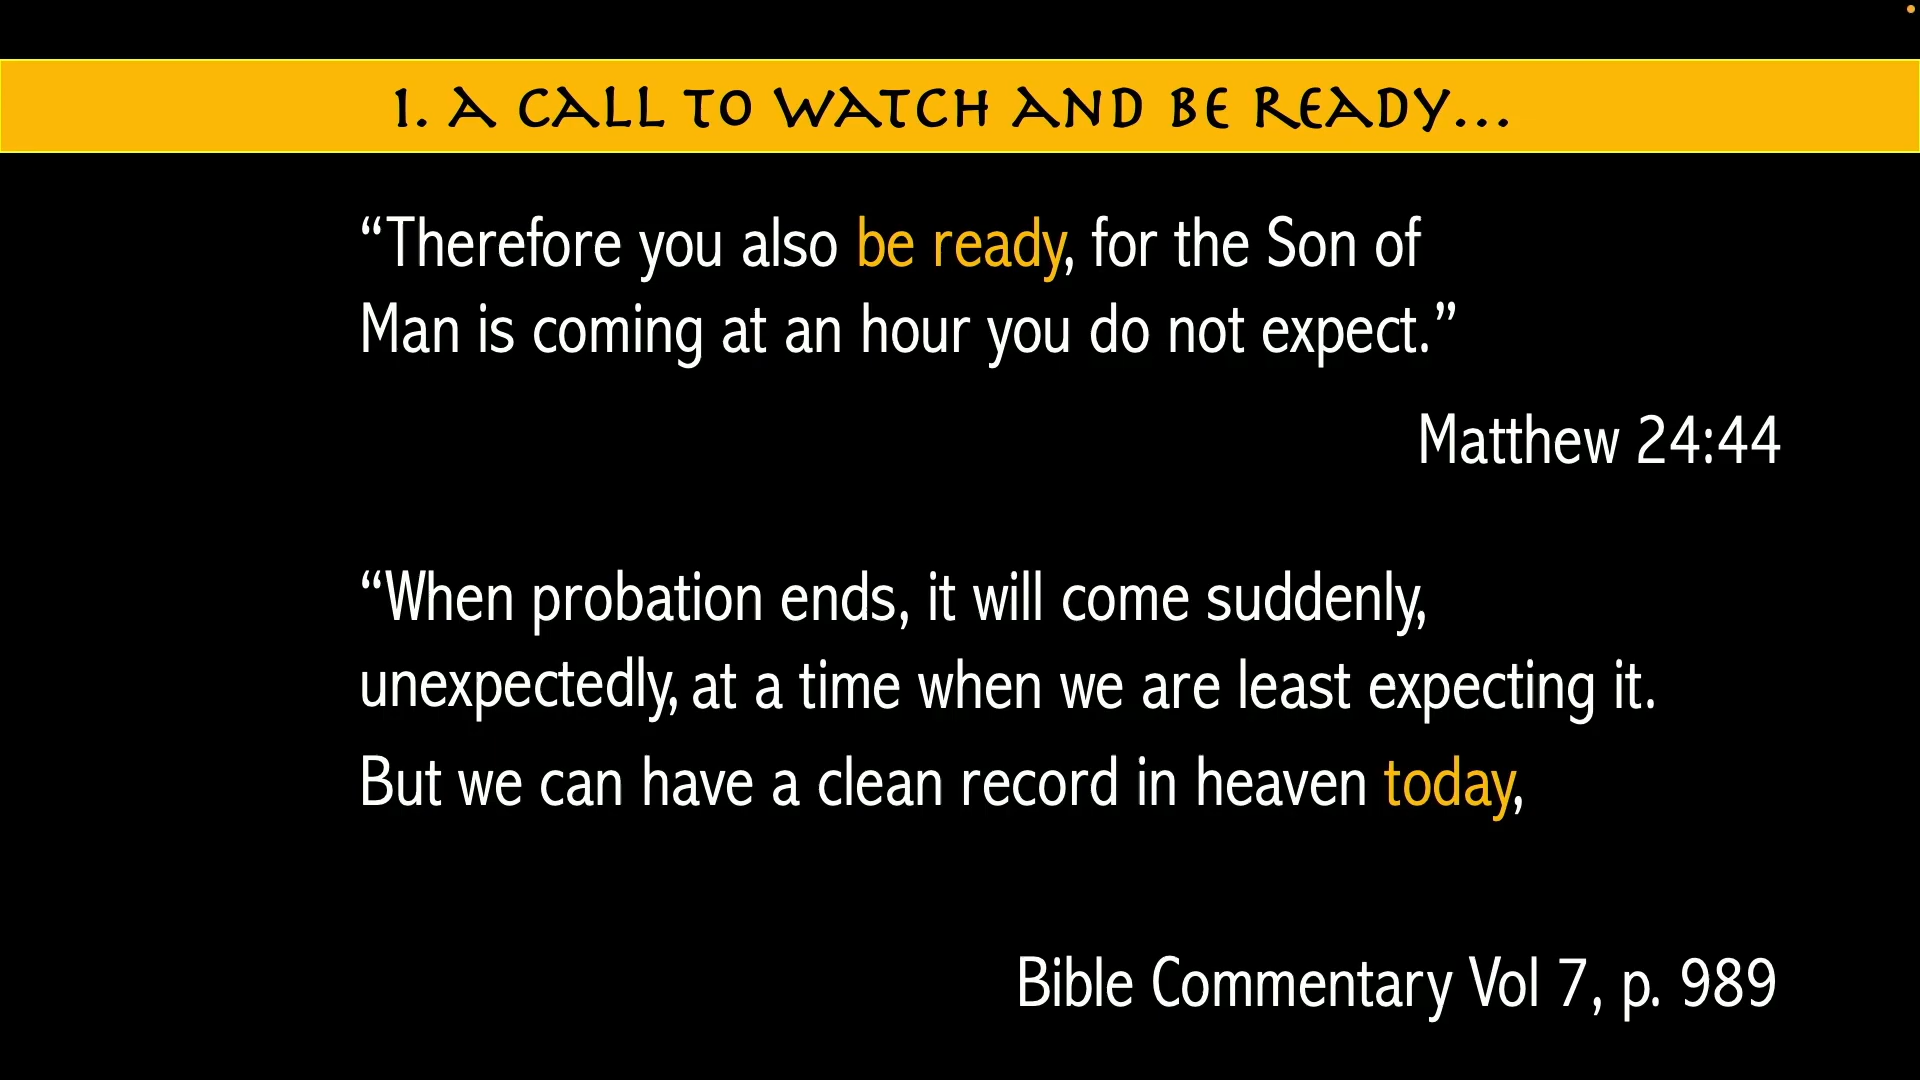 1. A CALL TO WATCH AND BE READY...
“Therefore you also be ready, for the Son of
Man is coming at an hour you do not expect.”
Matthew 24:44
“When probation ends, it will come suddenly,
unexpectedly, at a time when we are least expecting it.
But we can have a clean record in heaven today,
Bible Commentary Vol 7, p. 989